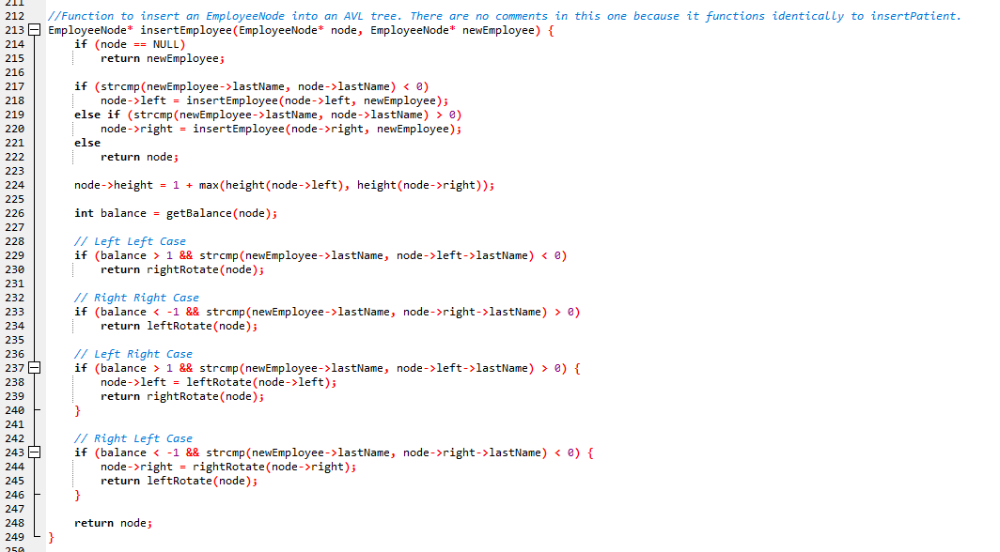 211
212 //Function to insert an EmployeeNode into an AVL tree. There are no comments in this one because it functions identically to insertPatient.
213 EmployeeNode* insertEmployee(EmployeeNode* node, EmployeeNode* newEmployee) {
214     if (node == NULL)
215         return newEmployee;
216
217     if (strcmp(newEmployee->lastName, node->lastName) < 0)
218         node->left = insertEmployee(node->left, newEmployee);
219     else if (strcmp(newEmployee->lastName, node->lastName) > 0)
220         node->right = insertEmployee(node->right, newEmployee);
221     else
222         return node;
223
224     node->height = 1 + max(height(node->left), height(node->right));
225
226     int balance = getBalance(node);
227
228     // Left Left Case
229     if (balance > 1 && strcmp(newEmployee->lastName, node->left->lastName) < 0)
230         return rightRotate(node);
231
232     // Right Right Case
233     if (balance < -1 && strcmp(newEmployee->lastName, node->right->lastName) > 0)
234         return leftRotate(node);
235
236     // Left Right Case
237     if (balance > 1 && strcmp(newEmployee->lastName, node->left->lastName) > 0) {
238         node->left = leftRotate(node->left);
239         return rightRotate(node);
240     }
241
242     // Right Left Case
243     if (balance < -1 && strcmp(newEmployee->lastName, node->right->lastName) < 0) {
244         node->right = rightRotate(node->right);
245         return leftRotate(node);
246     }
247
248     return node;
249 }
250